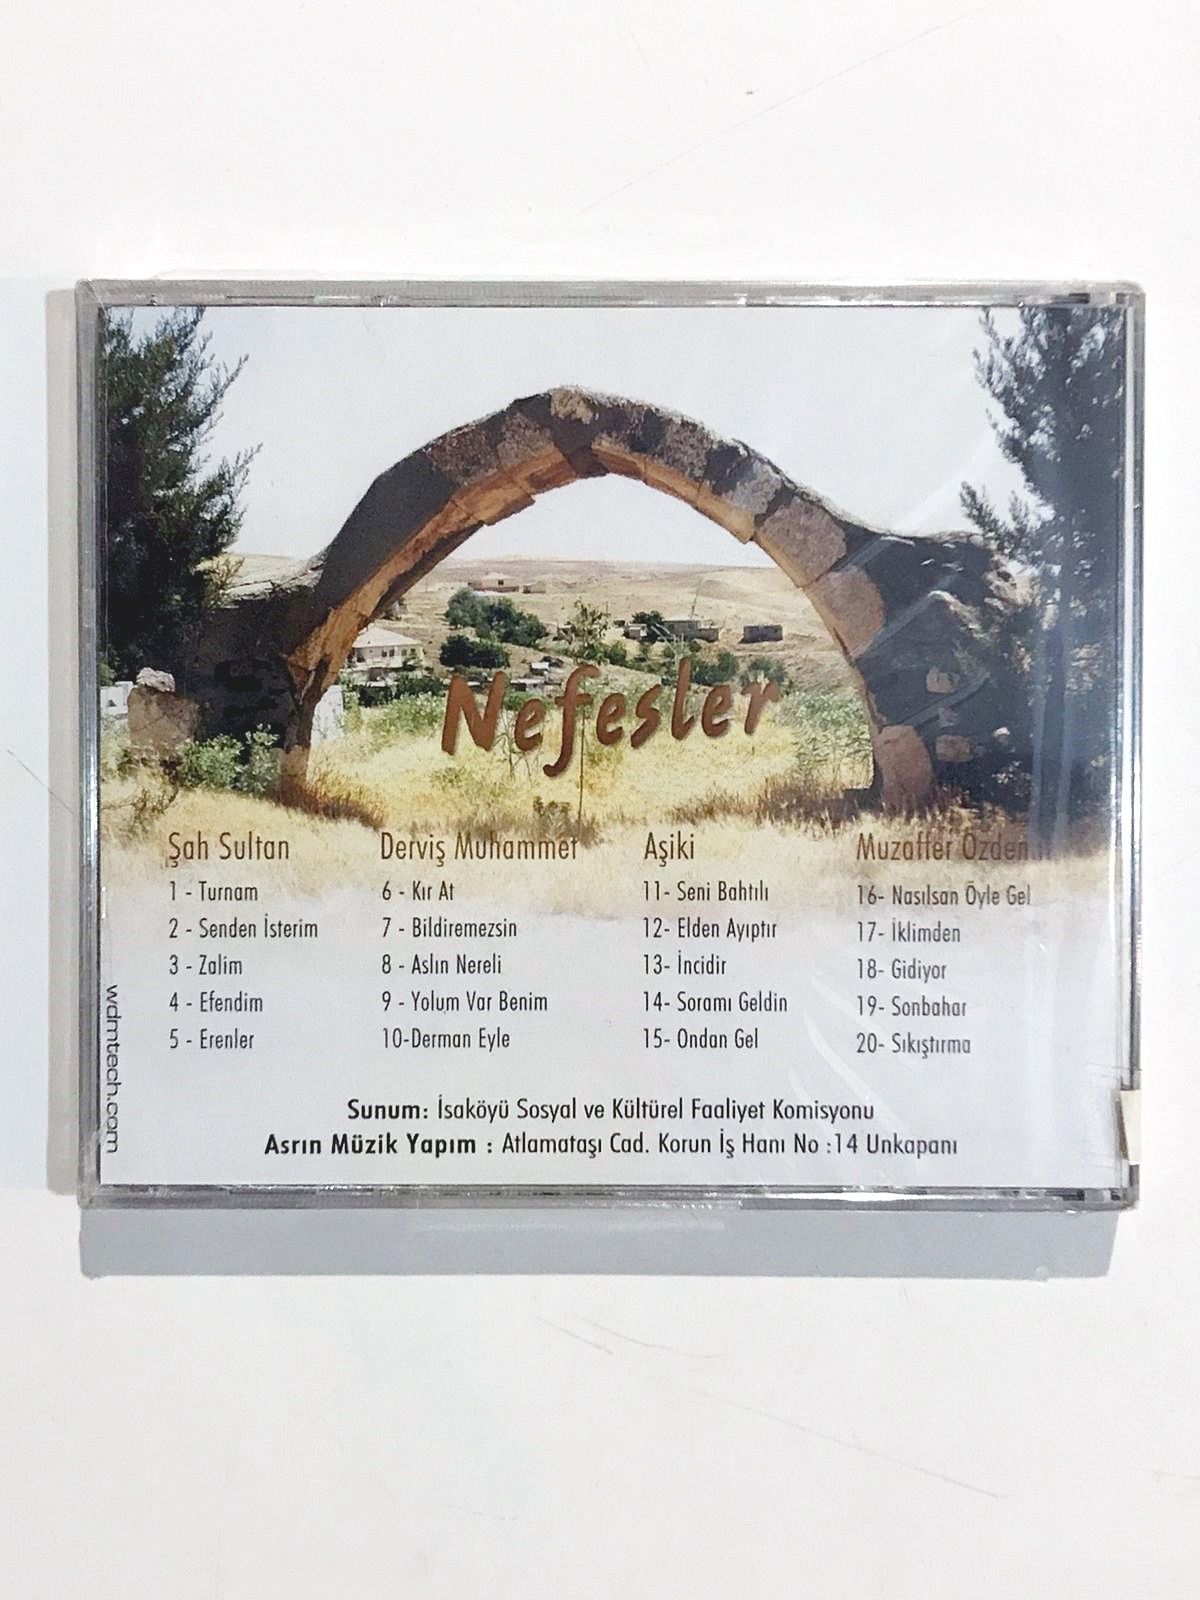 Nefesler
Şah Sultan
1 - Turnam
2 - Senden İsterim
3 - Zalim
4 - Efendim
5 - Erenler
Derviş Muhammet
6 - Kır At
7 - Bildiremezsin
8 - Aslın Nereli
9 - Yolum Var Benim
10-Derman Eyle
Aşiki
11- Seni Bahtılı
12- Elden Ayıptır
13- İncidir
14- Soramı Geldin
15- Ondan Gel
Muzaffer
16- Nasılsan Öyle Gel
17- İklimden
18- Gidiyor
19- Sonbahar
20- Sıkıştırma
Sunum: İsaköyü Sosyal ve Kültürel Faaliyet Komisyonu
Asrın Müzik Yapım : Atlamataşı Cad. Korun İş Hanı No :14 Unkapanı
wdmtech.com